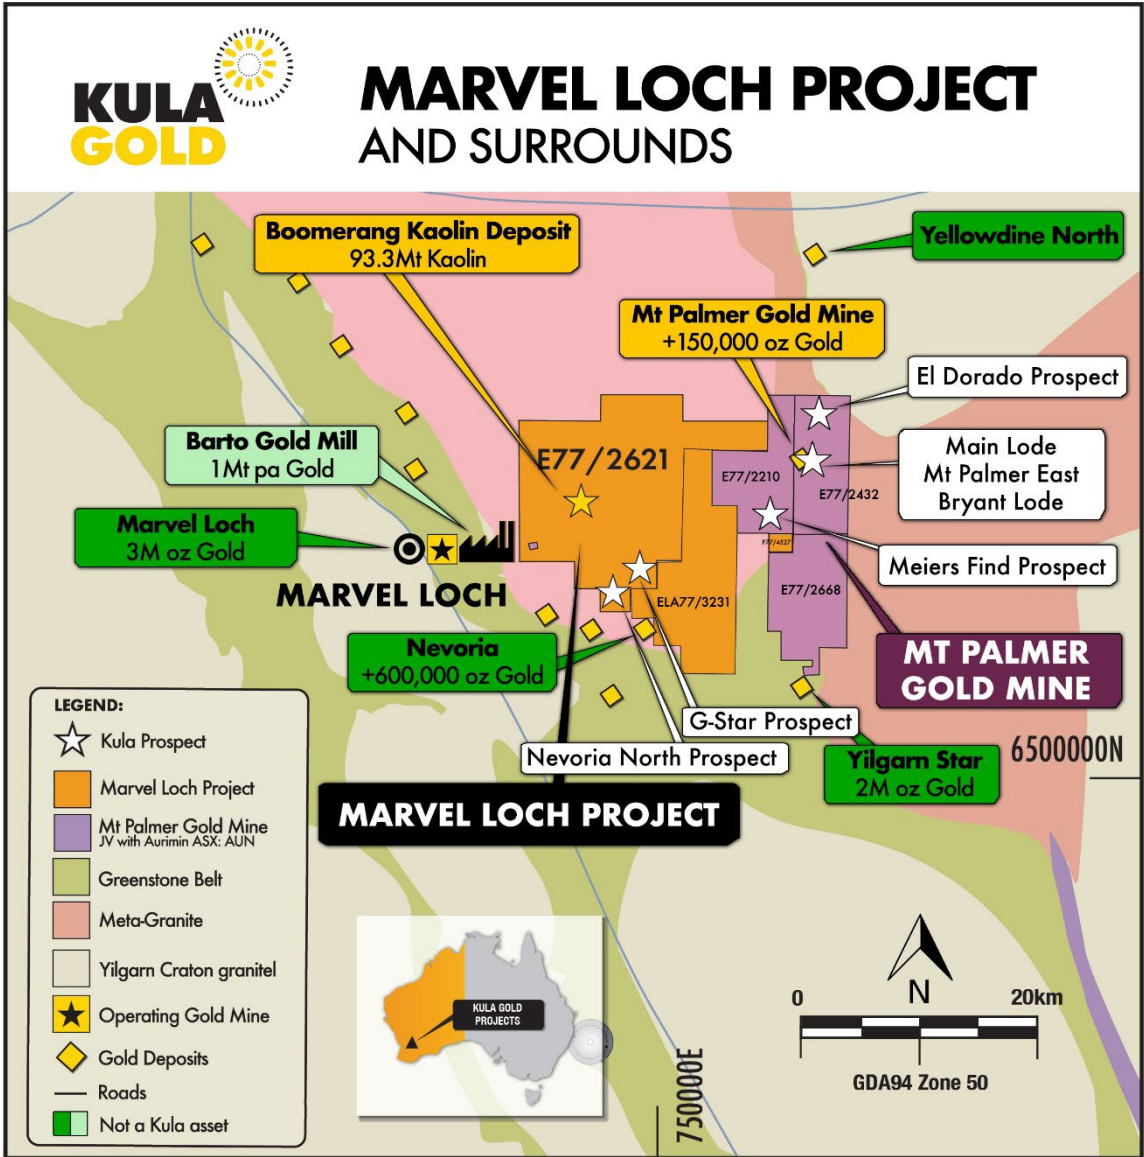 KULA
GOLD
MARVEL LOCH PROJECT
AND SURROUNDS
Boomerang Kaolin Deposit
93.3Mt Kaolin
Yellowdine North
Mt Palmer Gold Mine
+150,000 oz Gold
El Dorado Prospect
Barto Gold Mill
1Mt pa Gold
E77/2621
E77/2210
E77/2432
Main Lode
Mt Palmer East
Bryant Lode
Marvel Loch
3M oz Gold
MARVEL LOCH
P77/4527
Meiers Find Prospect
E77/2668
ELA77/3231
Nevoria
+600,000 oz Gold
MT PALMER
GOLD MINE
G-Star Prospect
Nevoria North Prospect
Yilgarn Star
2M oz Gold
6500000N
MARVEL LOCH PROJECT
LEGEND:
Kula Prospect
Marvel Loch Project
Mt Palmer Gold Mine
JV with Aurimin ASX: AUN
Greenstone Belt
Meta-Granite
Yilgarn Craton granitel
Operating Gold Mine
Gold Deposits
Roads
Not a Kula asset
KULA GOLD
PROJECTS
750000E
N
0
20km
GDA94 Zone 50